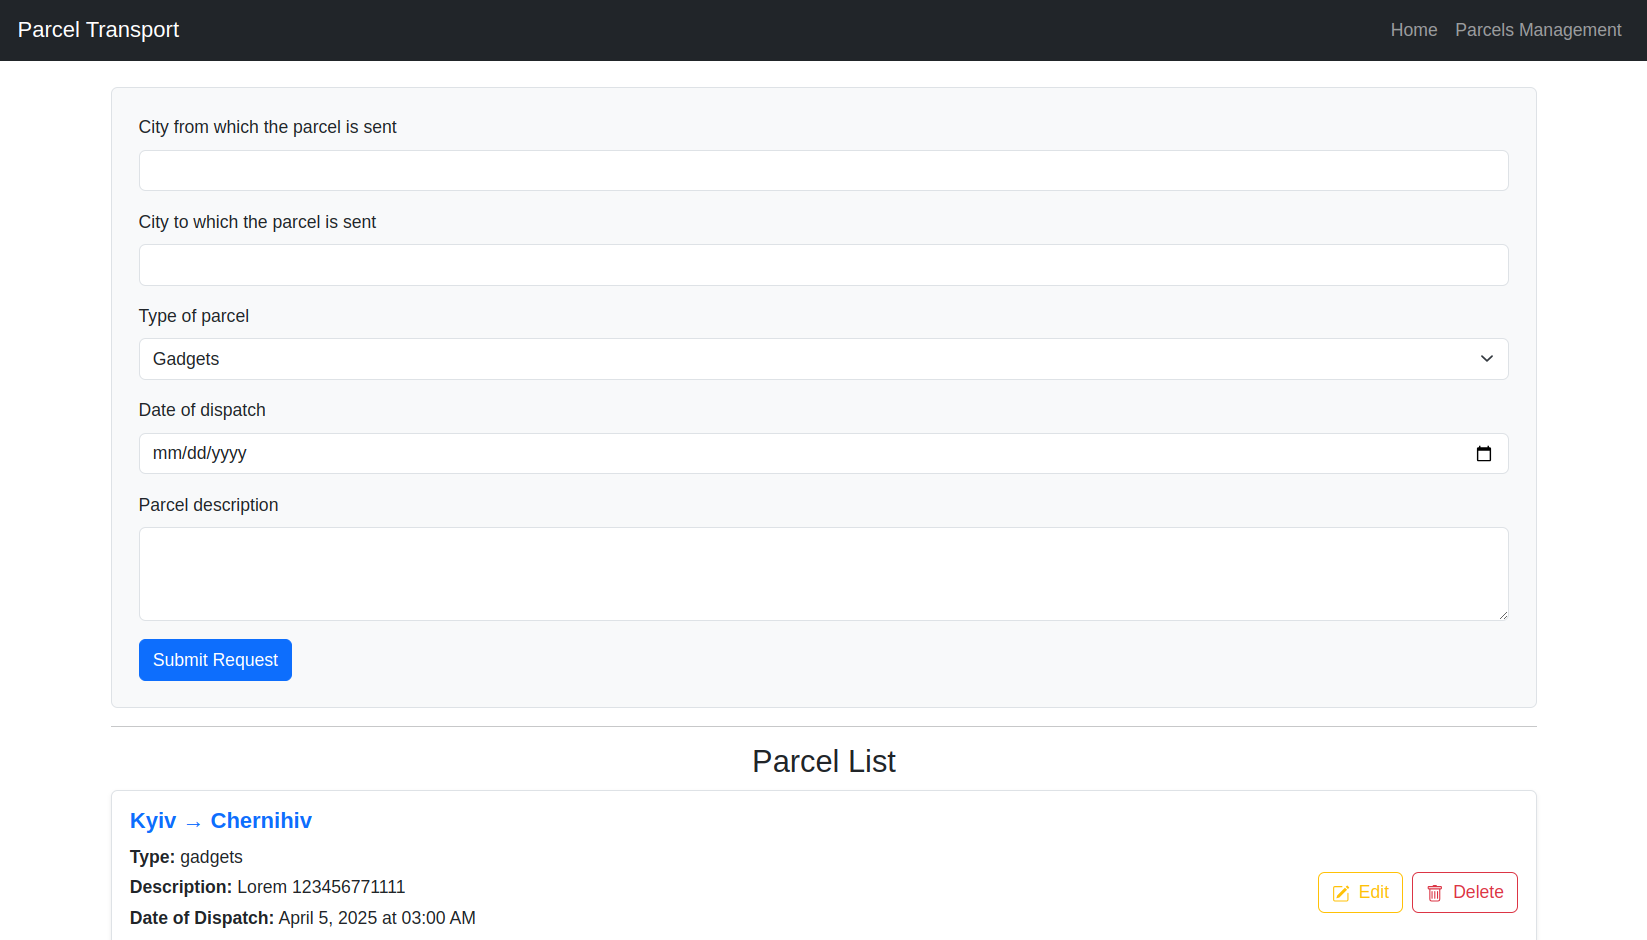 Parcel Transport
Home Parcels Management
City from which the parcel is sent
City to which the parcel is sent
Type of parcel
Gadgets
Date of dispatch
mm/dd/yyyy
Parcel description
Submit Request
Parcel List
Kyiv → Chernihiv
Type: gadgets
Description: Lorem 123456771111
Date of Dispatch: April 5, 2025 at 03:00 AM
Edit Delete